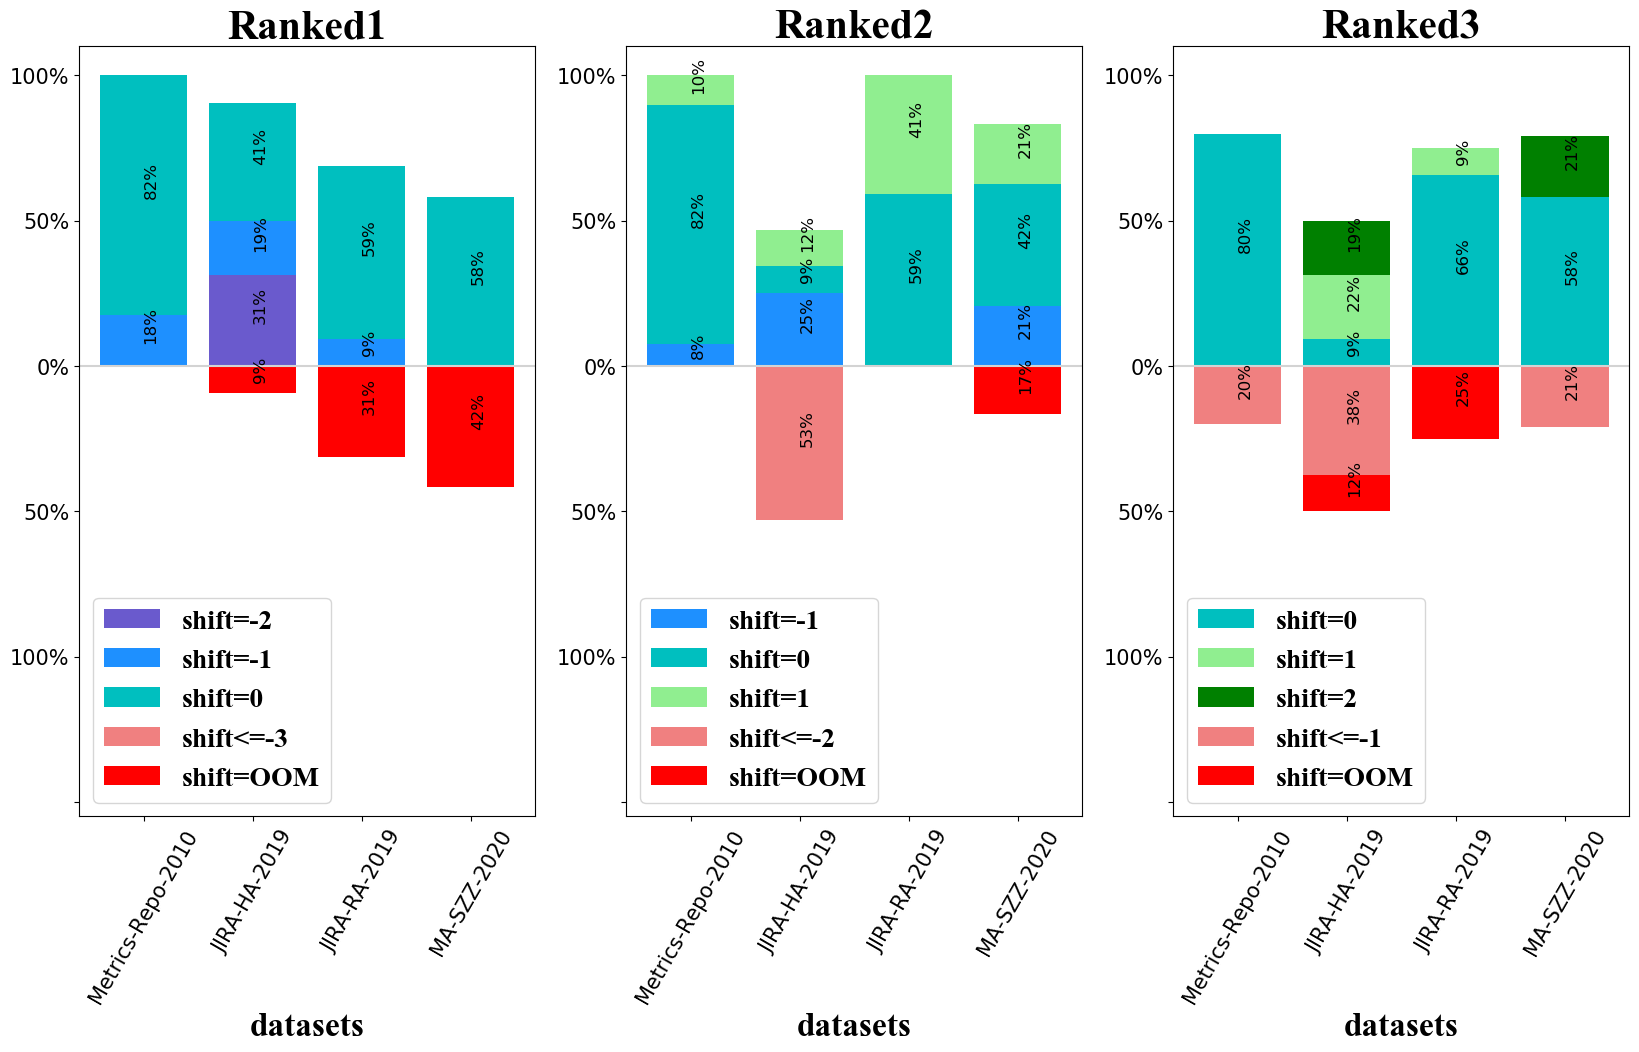 Ranked1
100%
50%
0%
50%
100%
82%
18%
41%
19%
31%
9%
59%
9%
31%
58%
42%
shift=-2
shift=-1
shift=0
shift<=-3
shift=OOM
Metrics-Repo-2010
JIRA-HA-2019
JIRA-RA-2019
MA-SZZ-2020
datasets
Ranked2
100%
50%
0%
50%
100%
10%
82%
8%
12%
9%
25%
53%
41%
59%
21%
42%
21%
17%
shift=-1
shift=0
shift=1
shift<=-2
shift=OOM
Metrics-Repo-2010
JIRA-HA-2019
JIRA-RA-2019
MA-SZZ-2020
datasets
Ranked3
100%
50%
0%
50%
100%
80%
20%
19%
22%
9%
38%
12%
9%
66%
25%
21%
58%
21%
shift=0
shift=1
shift=2
shift<=-1
shift=OOM
Metrics-Repo-2010
JIRA-HA-2019
JIRA-RA-2019
MA-SZZ-2020
datasets